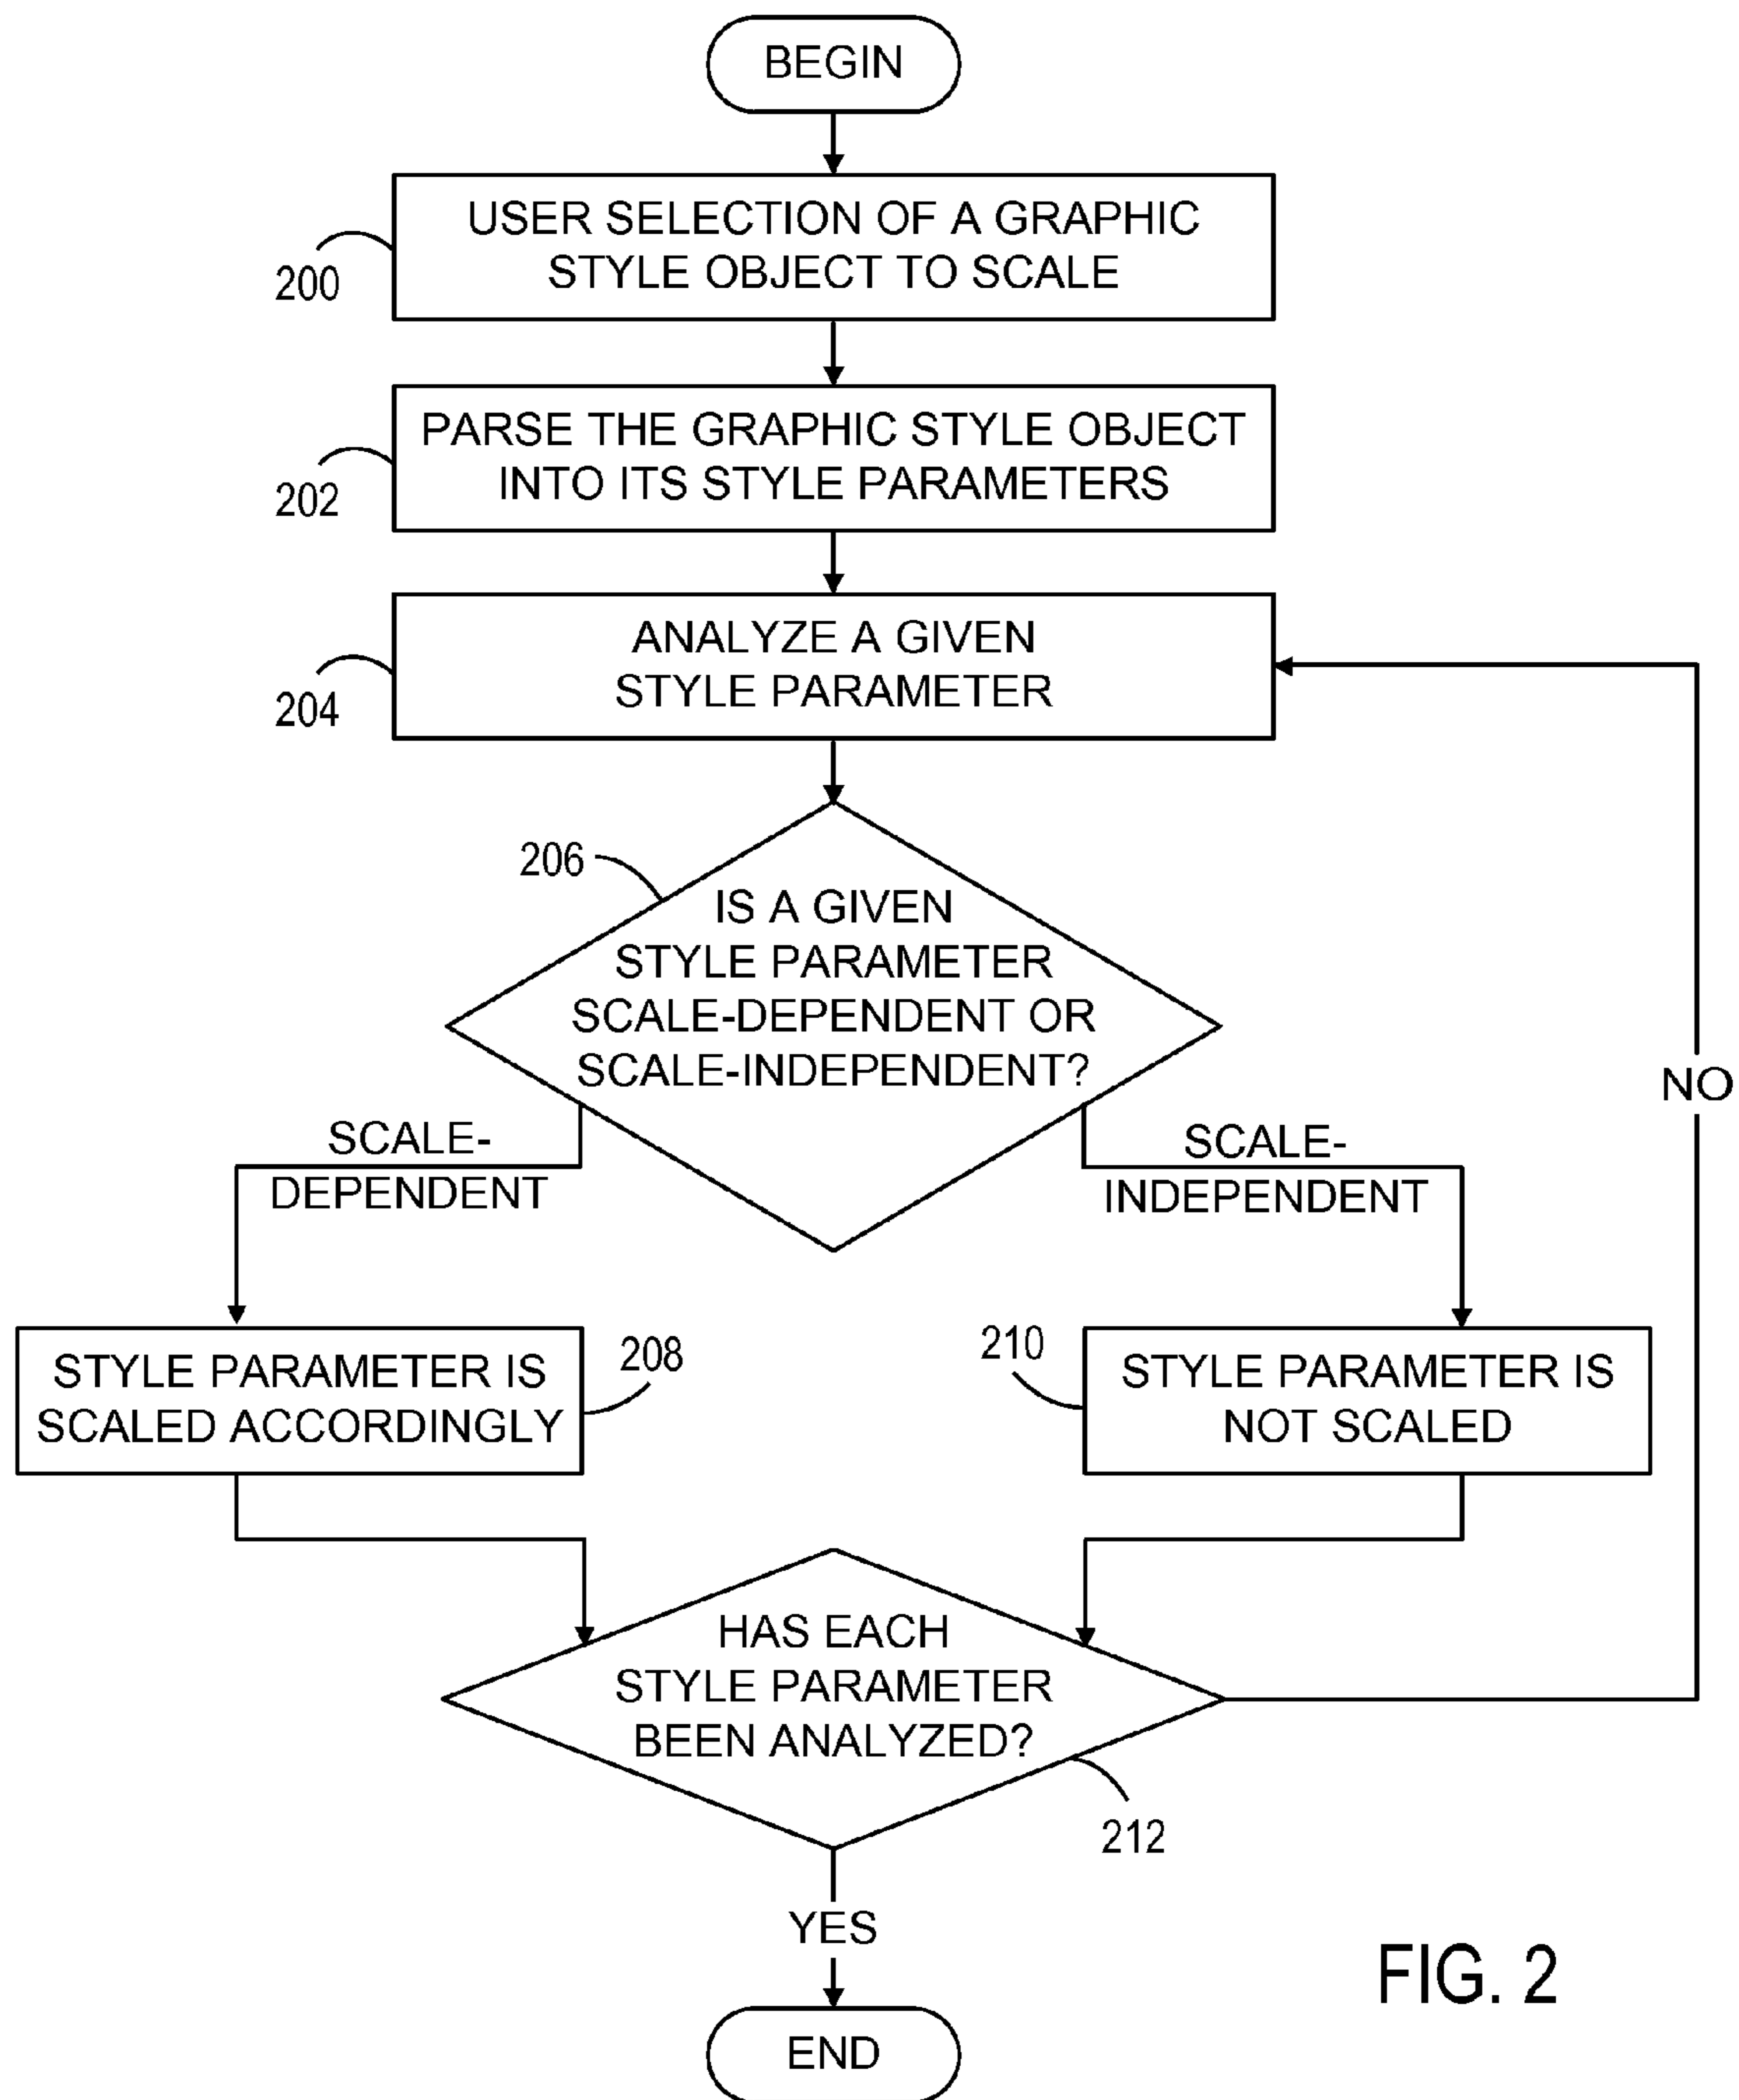 BEGIN
USER SELECTION OF A GRAPHIC
STYLE OBJECT TO SCALE
200
PARSE THE GRAPHIC STYLE OBJECT
INTO ITS STYLE PARAMETERS
202
ANALYZE A GIVEN
STYLE PARAMETER
204
206
IS A GIVEN
STYLE PARAMETER
SCALE-DEPENDENT OR
SCALE-INDEPENDENT?
NO
SCALE-
DEPENDENT
SCALE-
INDEPENDENT
STYLE PARAMETER IS
SCALED ACCORDINGLY
208
210
STYLE PARAMETER IS
NOT SCALED
HAS EACH
STYLE PARAMETER
BEEN ANALYZED?
212
YES
END
FIG. 2